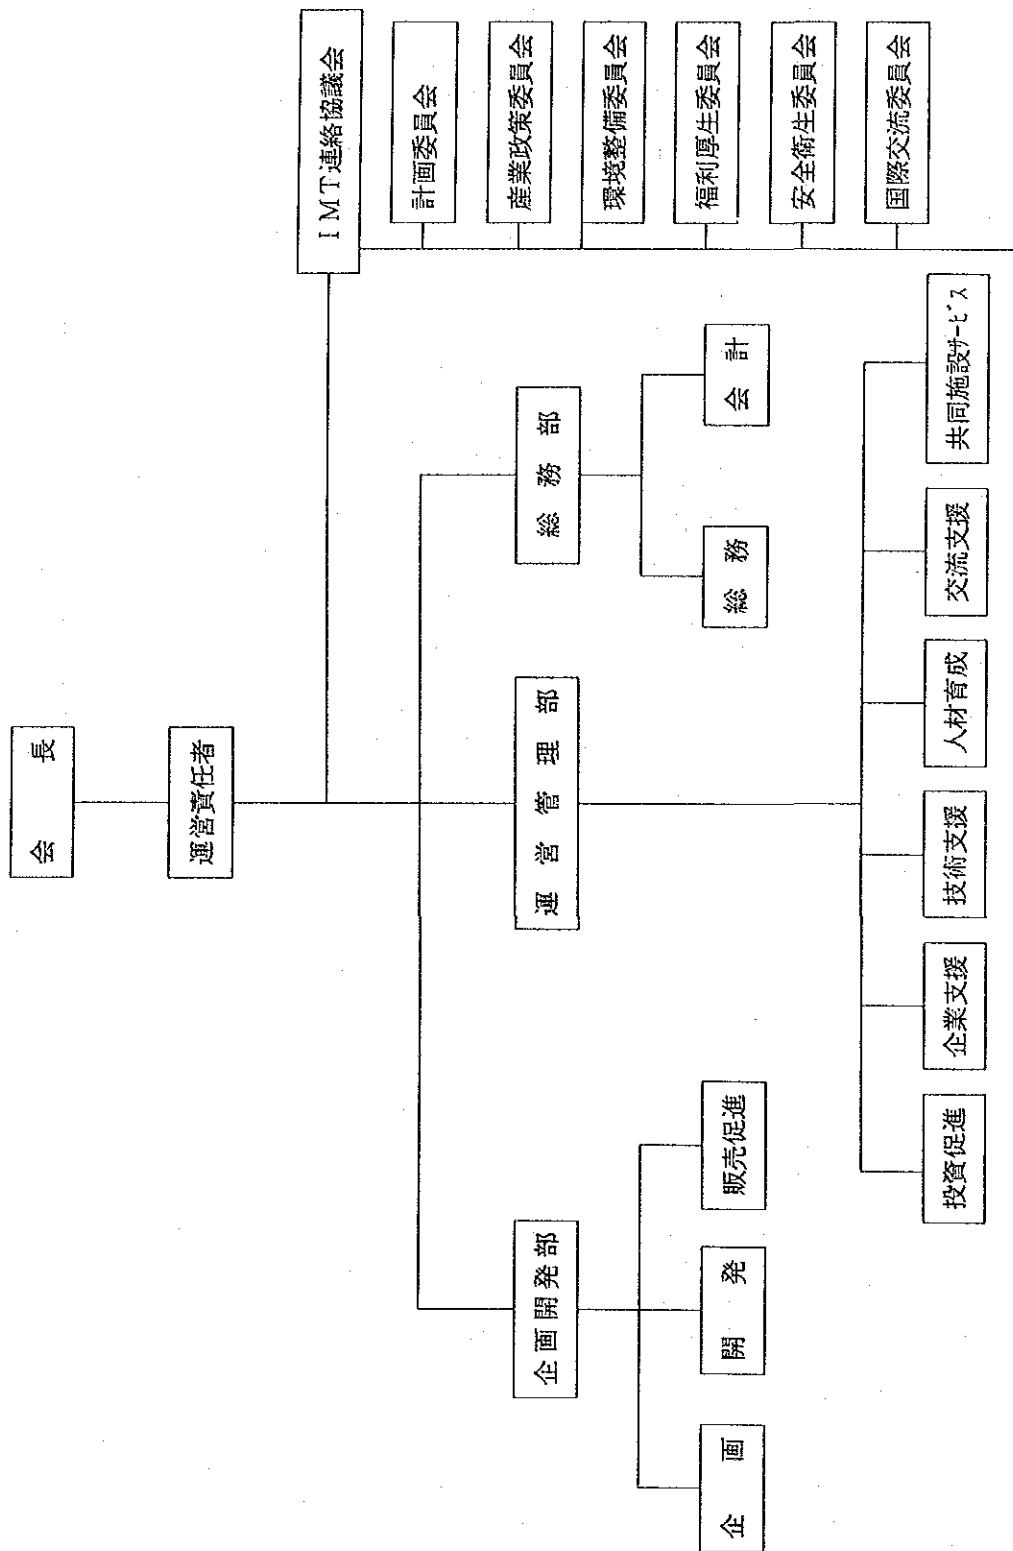 会長
運営責任者
IMT連絡協議会
計画委員会
産業政策委員会
環境整備委員会
福利厚生委員会
安全衛生委員会
国際交流委員会
企画開発部
運営管理部
総務部
企画
開発
販売促進
総務
会計
投資促進
企業支援
技術支援
人材育成
交流支援
共同施設サービス